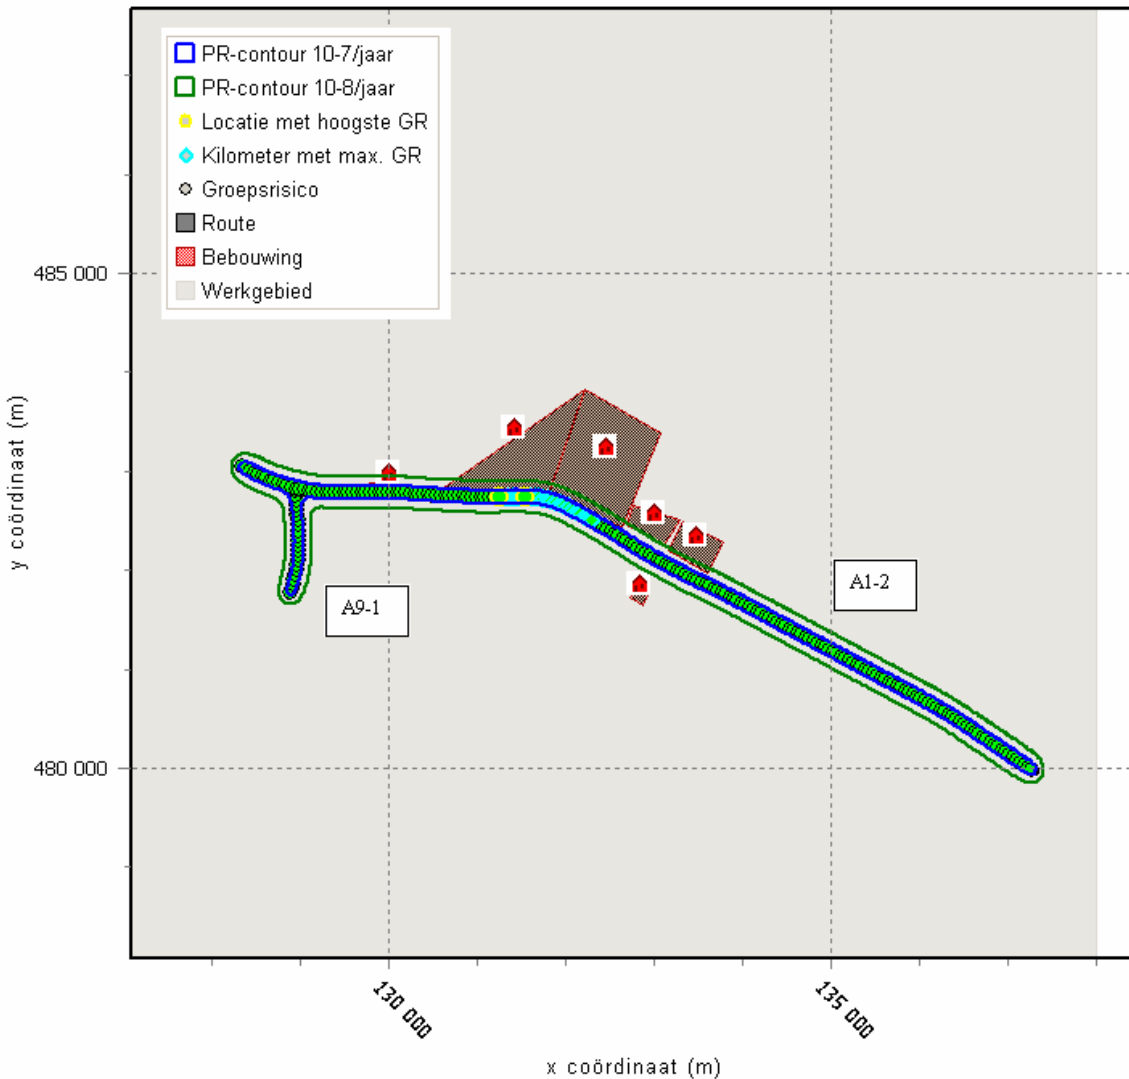 PR-contour 10-7/jaar
PR-contour 10-8/jaar
Locatie met hoogste GR
Kilometer met max. GR
Groepsrisico
Route
Bebouwing
Werkgebied
485 000
y coördinaat (m)
A1-2
A9-1
480 000
130 000
135 000
x coördinaat (m)